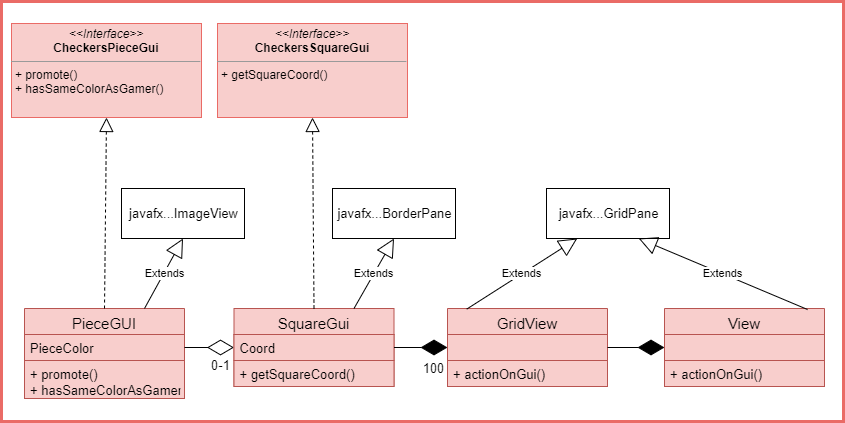 <<Interface>>
CheckersPieceGui
+ promote()
+ hasSameColorAsGamer()
<<Interface>>
CheckersSquareGui
+ getSquareCoord()
javafx...ImageView
javafx...BorderPane
javafx...GridPane
Extends
Extends
Extends
Extends
PieceGUI
PieceColor
+ promote()
+ hasSameColorAsGamer
0-1
SquareGui
Coord
+ getSquareCoord()
100
GridView
+ actionOnGui()
View
+ actionOnGui()